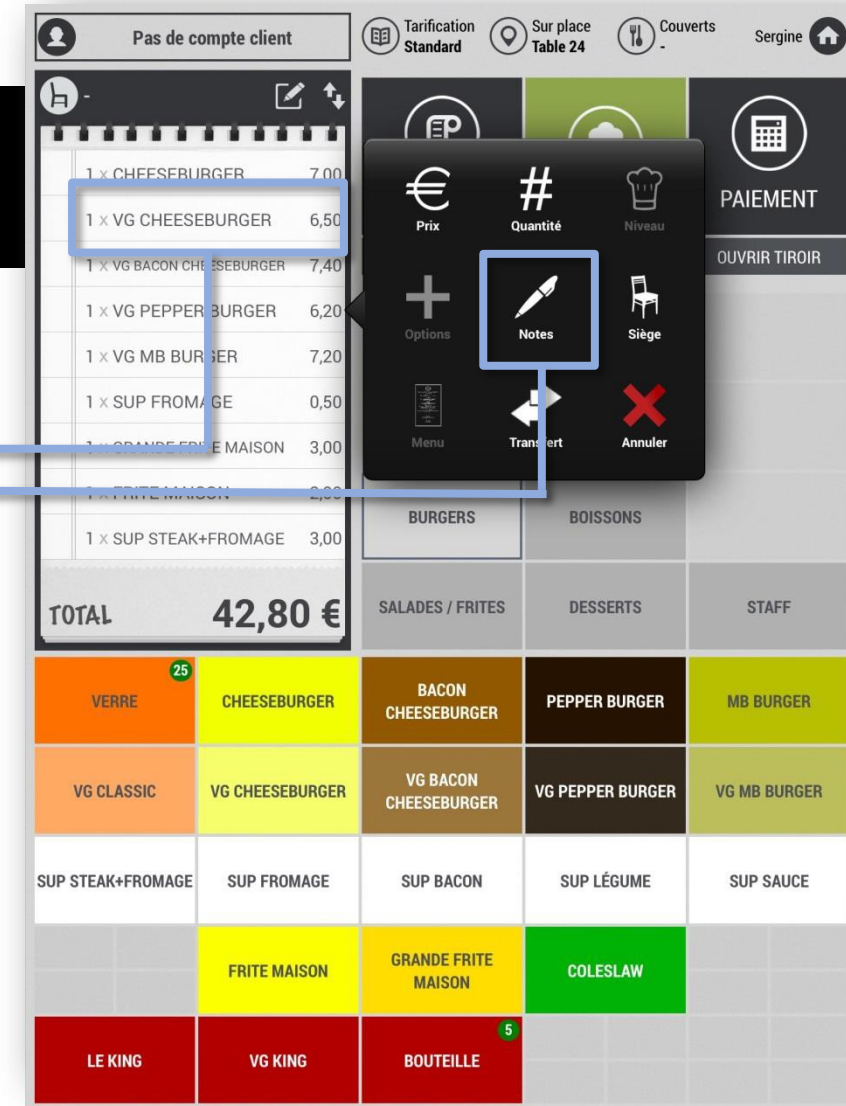 Pas de compte client
Tarification
Standard
Sur place
Table 24
Couverts
-
Sergine
-
1 x CHEESEBURGER 7,00
1 x VG CHEESEBURGER 6,50
1 x VG BACON CHEESEBURGER 7,40
1 x VG PEPPER BURGER 6,20
1 x VG MB BURGER 7,20
1 x SUP FROMAGE 0,50
1 x GRANDE FRITE MAISON 3,00
1 x FRITE MAISON 2,00
1 x SUP STEAK+FROMAGE 3,00
TOTAL 42,80 €
€
Prix
#
Quantité
Niveau
Options
Notes
Siège
Menu
Transfert
Annuler
PAIEMENT
OUVRIR TIROIR
BURGERS
BOISSONS
SALADES / FRITES
DESSERTS
STAFF
25
VERRE
CHEESEBURGER
BACON
CHEESEBURGER
PEPPER BURGER
MB BURGER
VG CLASSIC
VG CHEESEBURGER
VG BACON
CHEESEBURGER
VG PEPPER BURGER
VG MB BURGER
SUP STEAK+FROMAGE
SUP FROMAGE
SUP BACON
SUP LÉGUME
SUP SAUCE
FRITE MAISON
GRANDE FRITE
MAISON
COLESLAW
LE KING
VG KING
5
BOUTEILLE